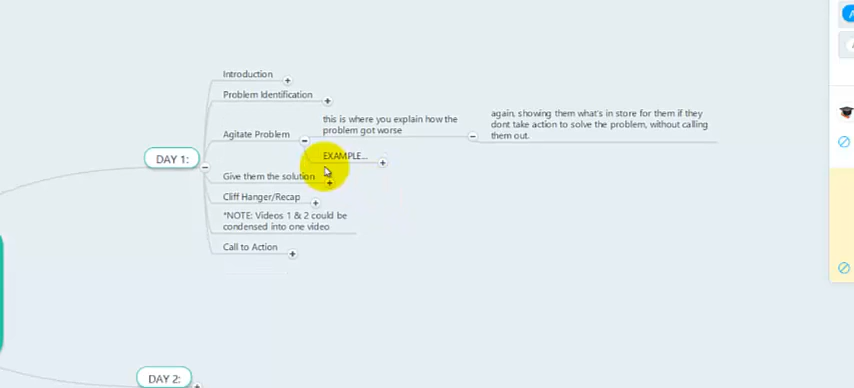 Introduction
Problem Identification
Agitate Problem
this is where you explain how the
problem got worse
again, showing them what's in store for them if they
dont take action to solve the problem, without calling
them out.
EXAMPLE...
DAY 1:
Give them the solution
Cliff Hanger/Recap
*NOTE: Videos 1 & 2 could be
condensed into one video
Call to Action
DAY 2: